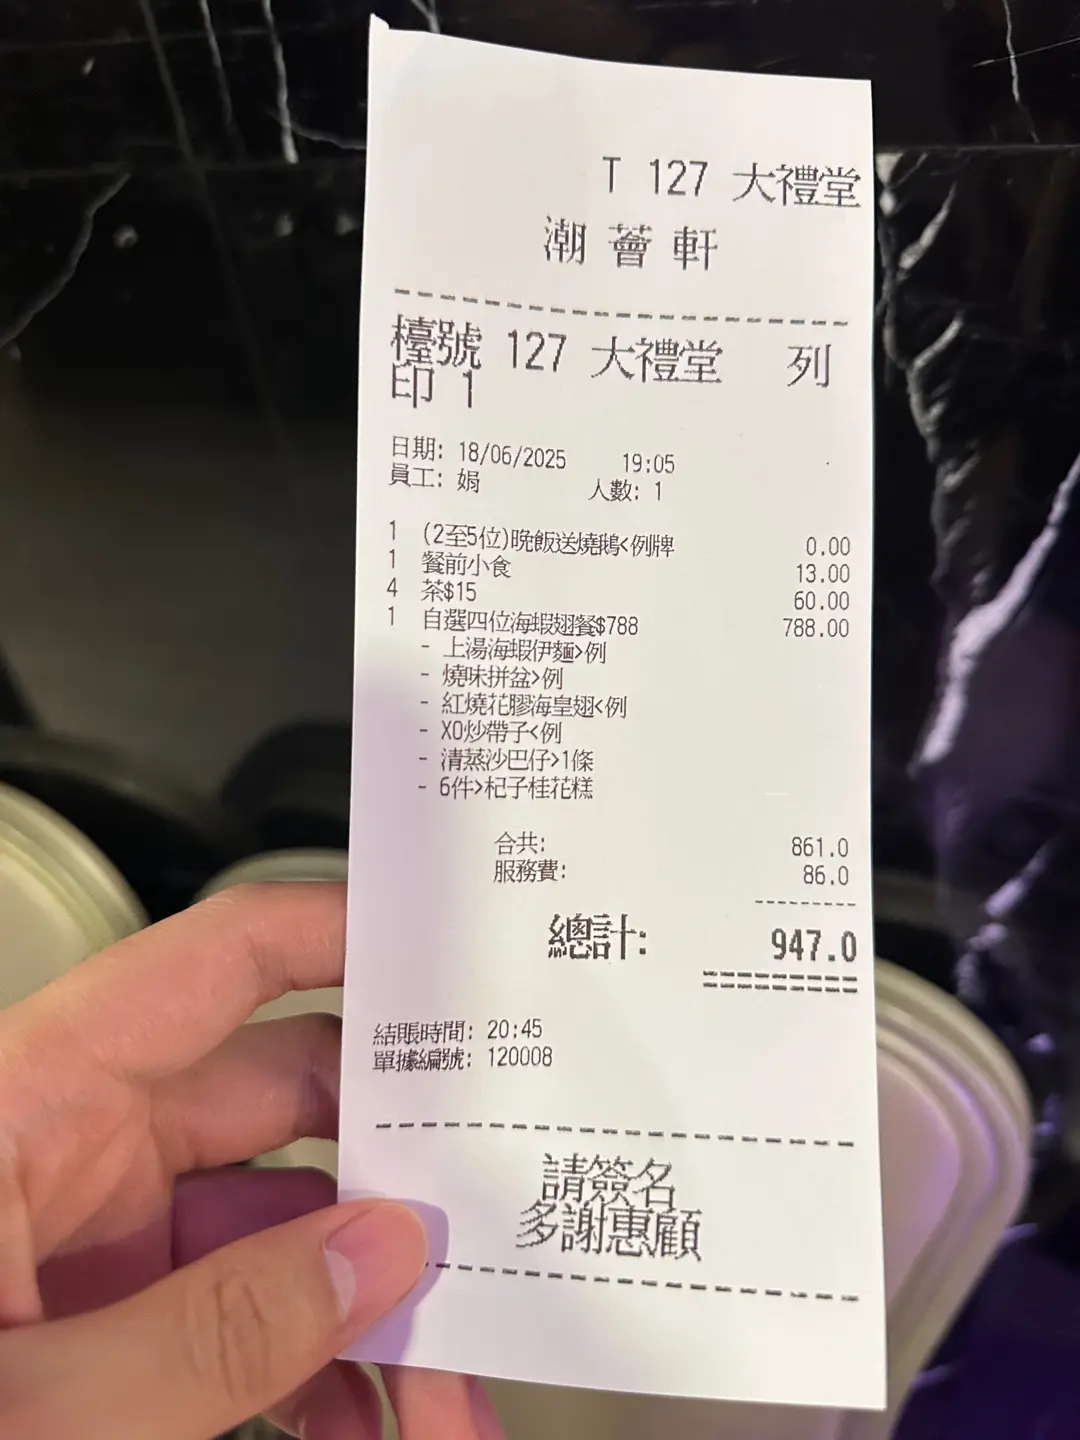 T 127 大禮堂
潮薈軒
檯號 127 大禮堂 列
印 1
日期: 18/06/2025 19:05
員工: 娟 人數: 1
1 (2至5位)晚飯送燒鵝<例牌 0.00
1 餐前小食 13.00
4 茶$15 60.00
1 自選四位海蝦翅餐$788 788.00
- 上湯海蝦伊麵>例
- 燒味拼盆>例
- 紅燒花膠海皇翅<例
- XO炒帶子<例
- 清蒸沙巴仔>1條
- 6件>杞子桂花糕
合共: 861.0
服務費: 86.0
總計: 947.0
結賬時間: 20:45
單據編號: 120008
請簽名
多謝惠顧